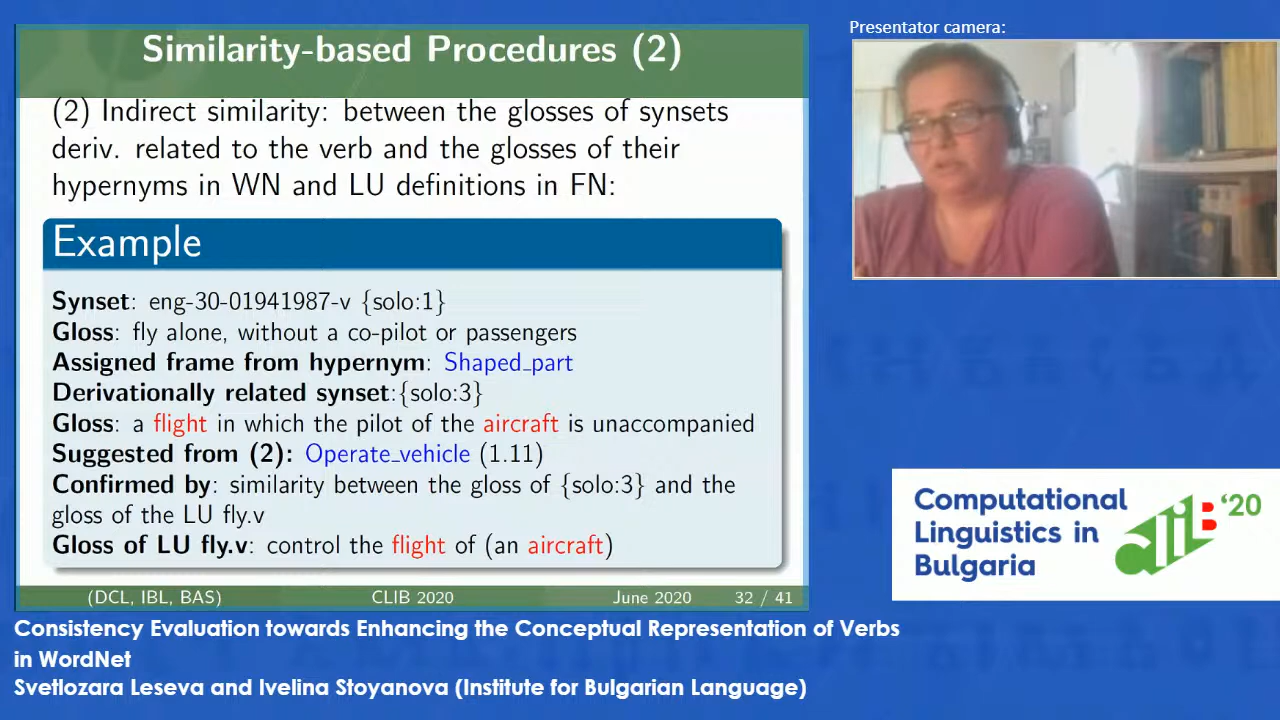 Similarity-based Procedures (2)
(2) Indirect similarity: between the glosses of synsets
deriv. related to the verb and the glosses of their
hypernyms in WN and LU definitions in FN:
Example
Synset: eng-30-01941987-v {solo:1}
Gloss: fly alone, without a co-pilot or passengers
Assigned frame from hypernym: Shaped_part
Derivationally related synset:{solo:3}
Gloss: a flight in which the pilot of the aircraft is unaccompanied
Suggested from (2): Operate_vehicle (1.11)
Confirmed by: similarity between the gloss of {solo:3} and the
gloss of the LU fly.v
Gloss of LU fly.v: control the flight of (an aircraft)
(DCL, IBL, BAS) CLIB 2020 June 2020 32 / 41
Presentator camera:
Computational
Linguistics in
Bulgaria
cliB '20
Consistency Evaluation towards Enhancing the Conceptual Representation of Verbs
in WordNet
Svetlozara Leseva and Ivelina Stoyanova (Institute for Bulgarian Language)